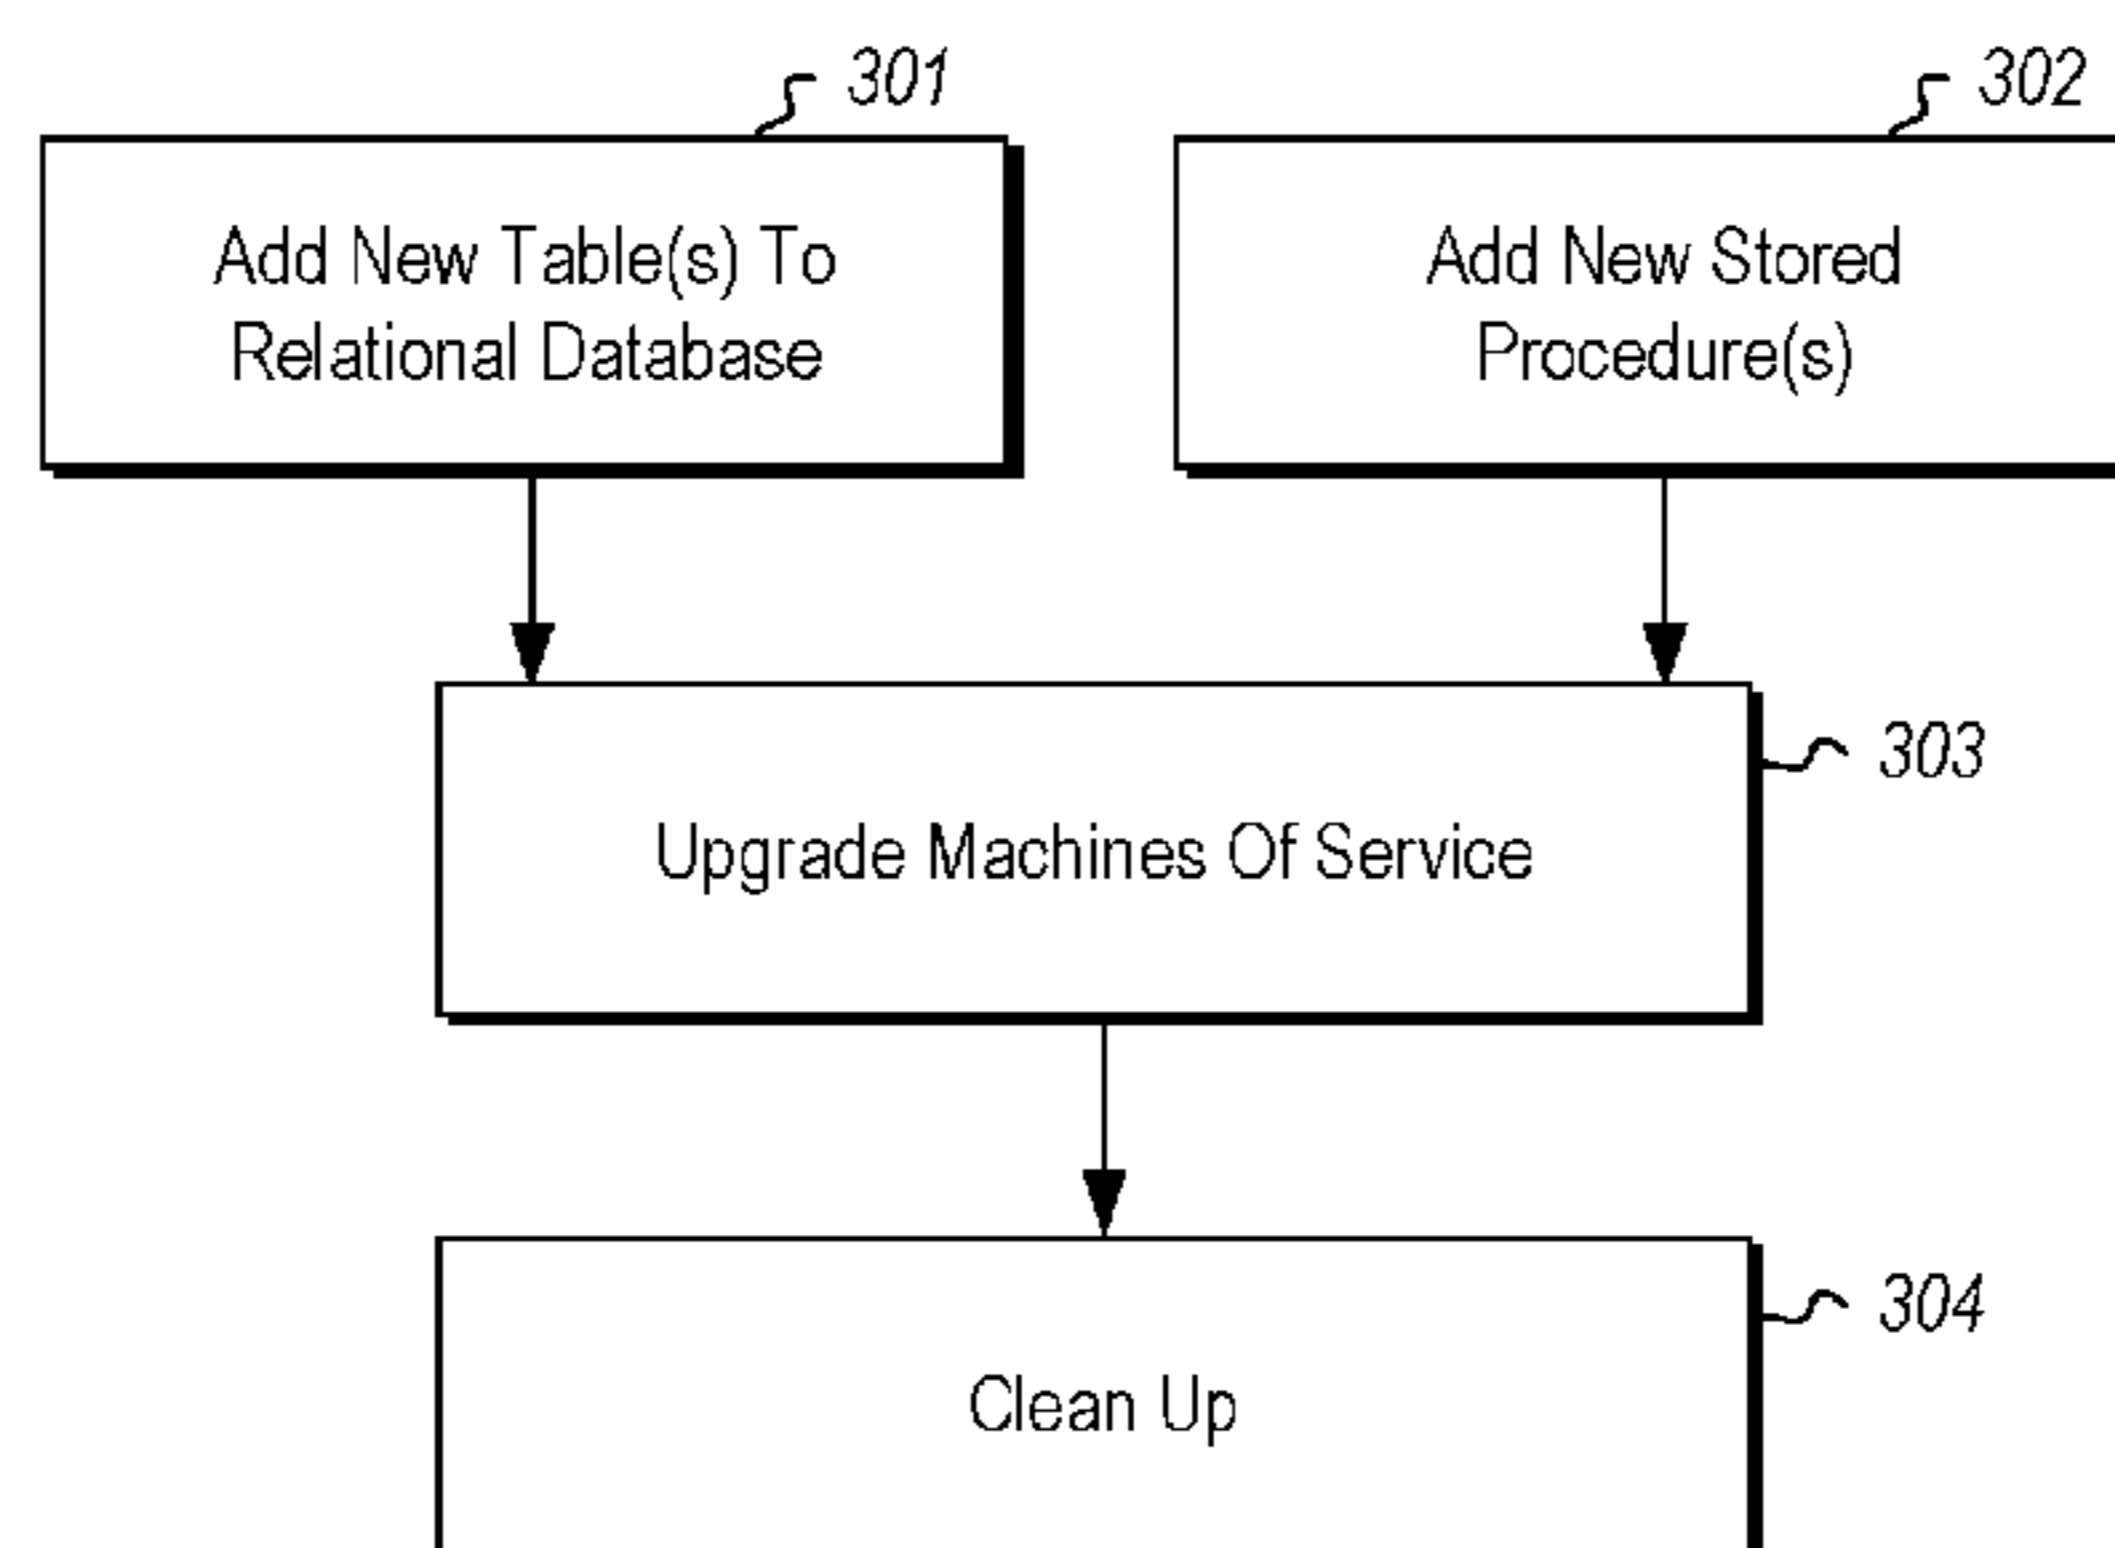 301
302
Add New Table(s) To
Relational Database
Add New Stored
Procedure(s)
303
Upgrade Machines Of Service
304
Clean Up